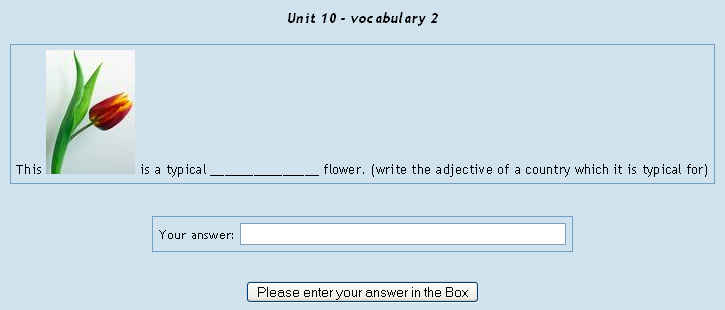 Unit 10 - vocabulary 2
This is a typical _________________ flower. (write the adjective of a country which it is typical for)
Your answer:
Please enter your answer in the Box